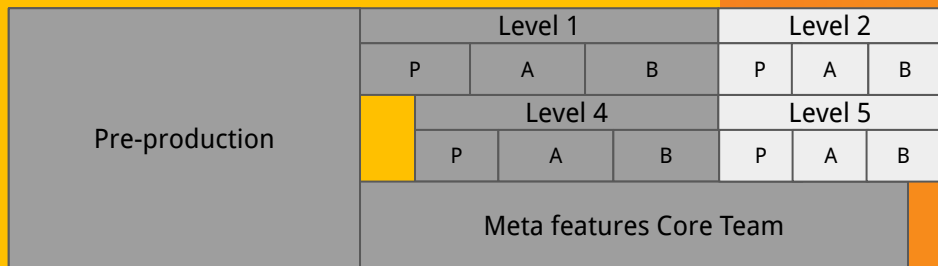 Level 1
Level 2
P A B P A B
Pre-production
Level 4
Level 5
P A B P A B
Meta features Core Team